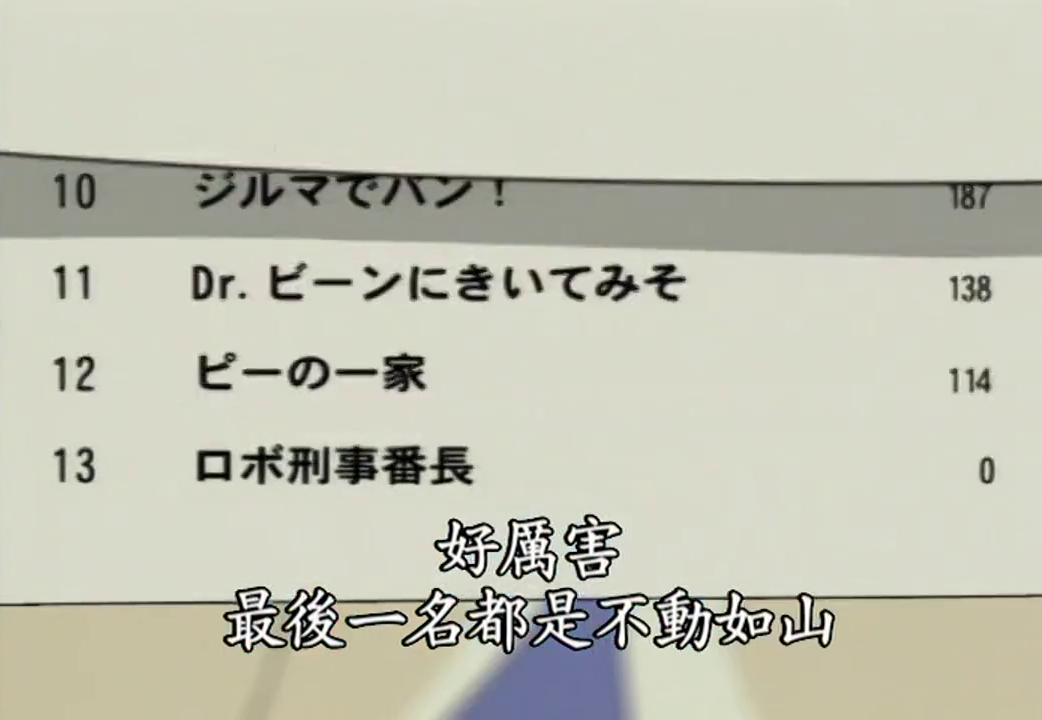 10 ジルマでバン！ 187
11 Dr.ビーンにきいてみそ 138
12 ピーの一家 114
13 ロボ刑事番長 0
好厲害
最後一名都是不動如山